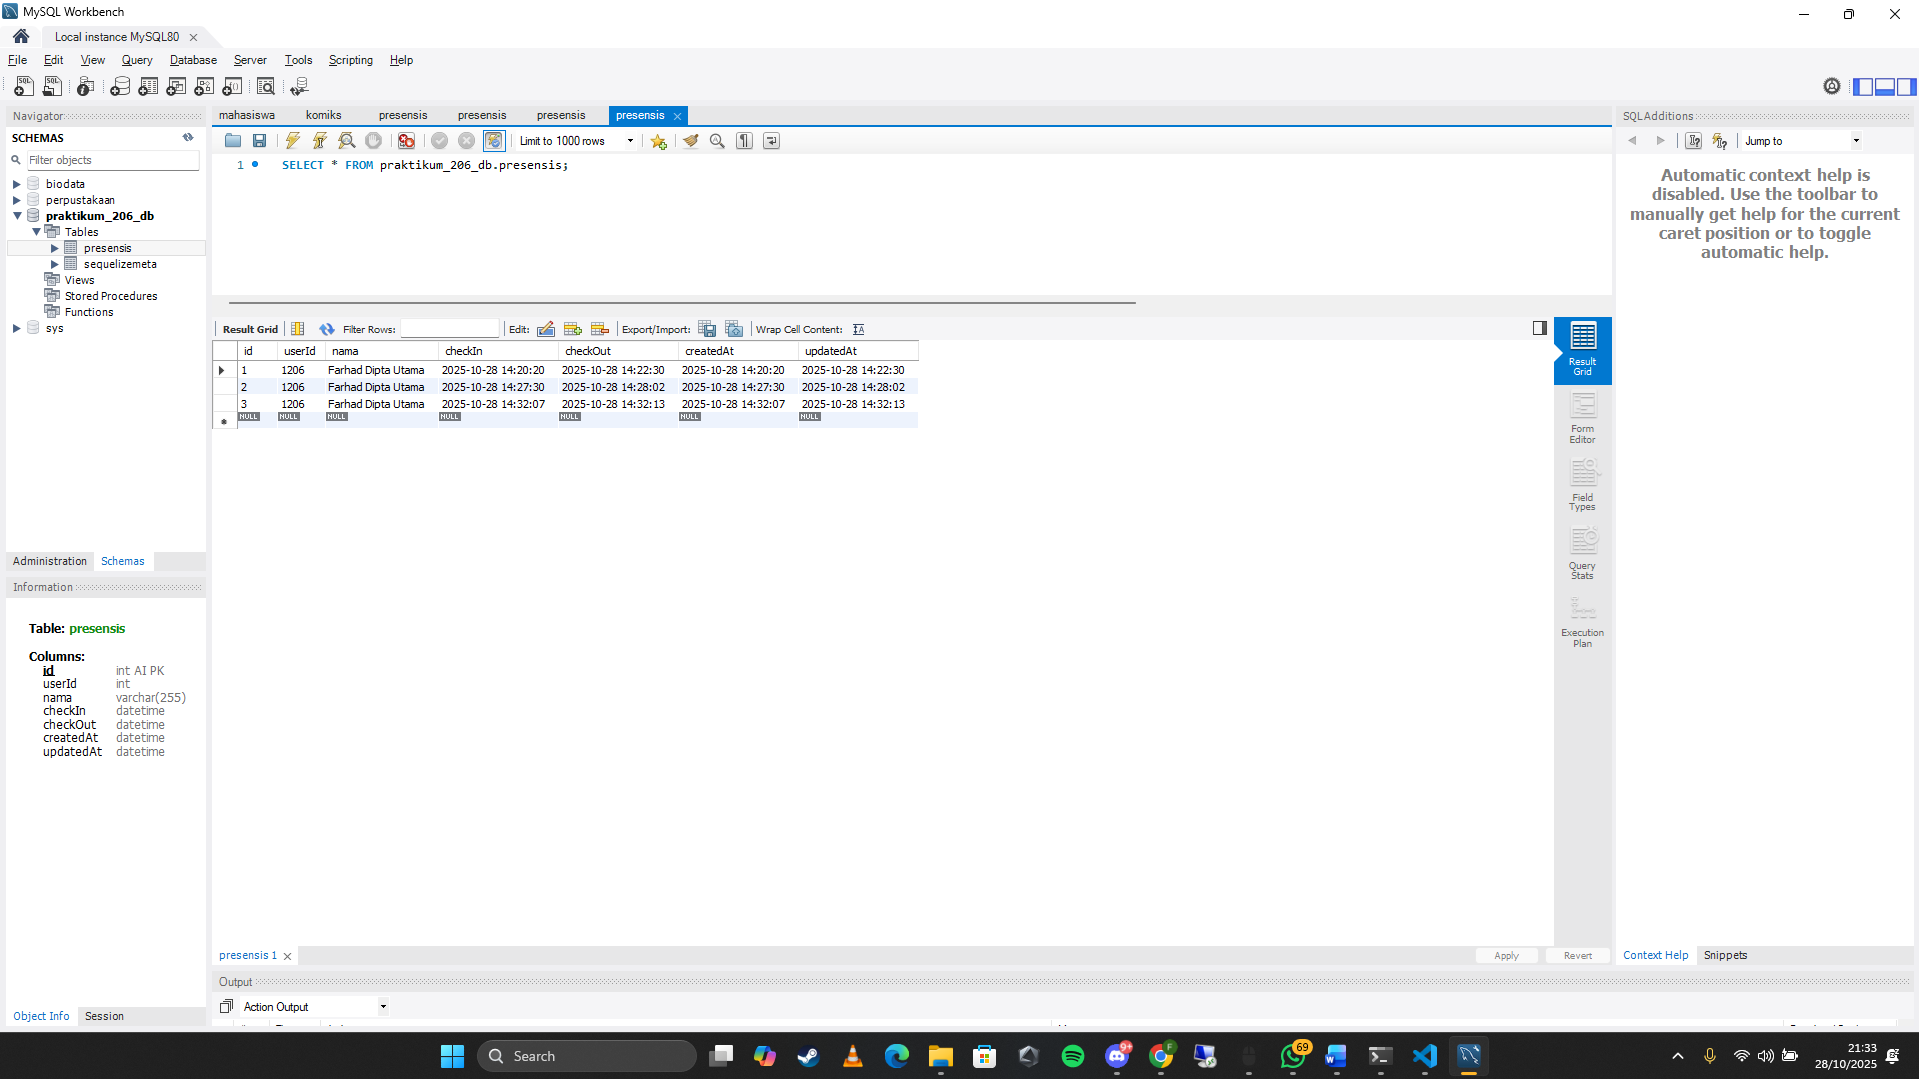 MySQL Workbench
Local instance MySQL80
File Edit View Query Database Server Tools Scripting Help
Navigator
SCHEMAS
Filter objects
biodata
perpustakaan
praktikum_206_db
Tables
presensis
sequelizemeta
Views
Stored Procedures
Functions
sys
Administration Schemas
Information
Table: presensis
Columns:
id int AI PK
userId int
nama varchar(255)
checkIn datetime
checkOut datetime
createdAt datetime
updatedAt datetime
Object Info Session
mahasiswa komiks presensis presensis presensis presensis
Limit to 1000 rows
1 SELECT * FROM praktikum_206_db.presensis;
Result Grid Filter Rows: Edit: Export/Import: Wrap Cell Content:
id userId nama checkIn checkOut createdAt updatedAt
1 1206 Farhad Dipta Utama 2025-10-28 14:20:20 2025-10-28 14:22:30 2025-10-28 14:20:20 2025-10-28 14:22:30
2 1206 Farhad Dipta Utama 2025-10-28 14:27:30 2025-10-28 14:28:02 2025-10-28 14:27:30 2025-10-28 14:28:02
3 1206 Farhad Dipta Utama 2025-10-28 14:32:07 2025-10-28 14:32:13 2025-10-28 14:32:07 2025-10-28 14:32:13
NULL NULL NULL NULL NULL NULL NULL
Result
Grid
Form
Editor
Field
Types
Query
Stats
Execution
Plan
presensis 1
Apply Revert
Output
Action Output
SQLAdditions
Jump to
Automatic context help is
disabled. Use the toolbar to
manually get help for the current
caret position or to toggle
automatic help.
Context Help Snippets
Search
9+
F
69
21:33
28/10/2025